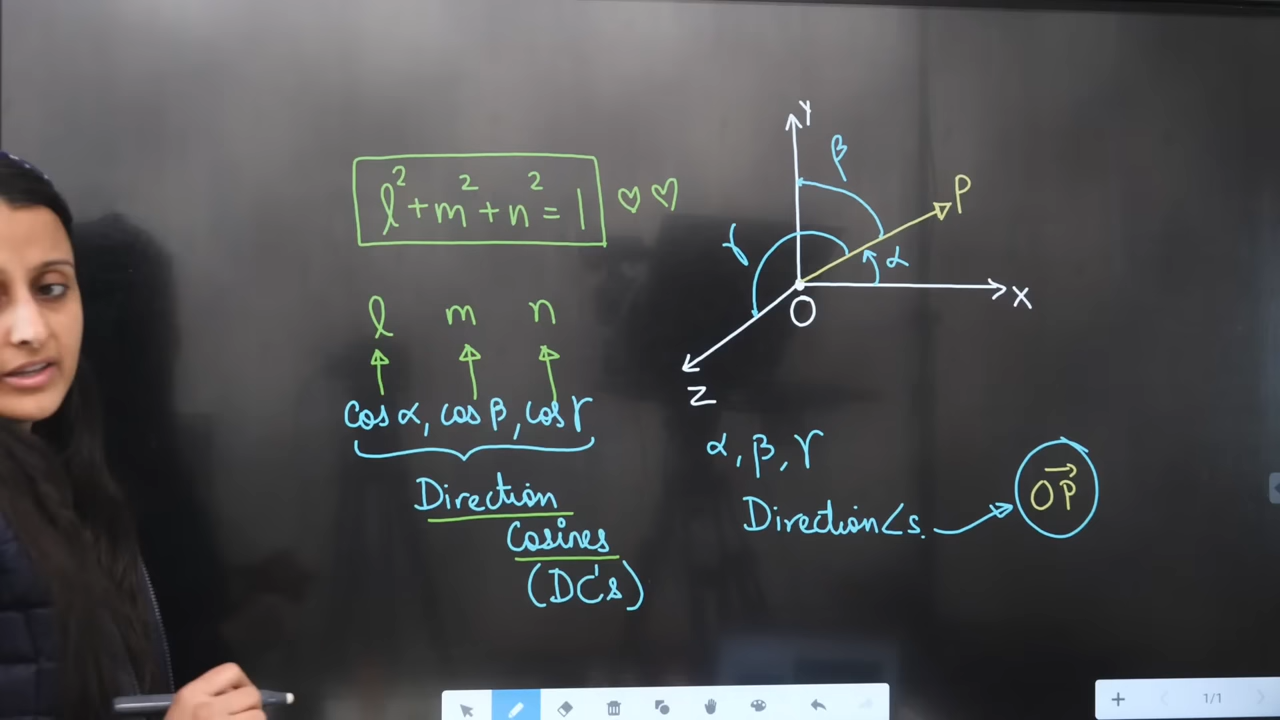 l² + m² + n² = 1 ♡ ♡
l m n
cos α, cos β, cos γ
Direction
Cosines
(DC's)
Y
β
P
γ
α
X
O
Z
α, β, γ
Direction∠s.
OP→
1/1